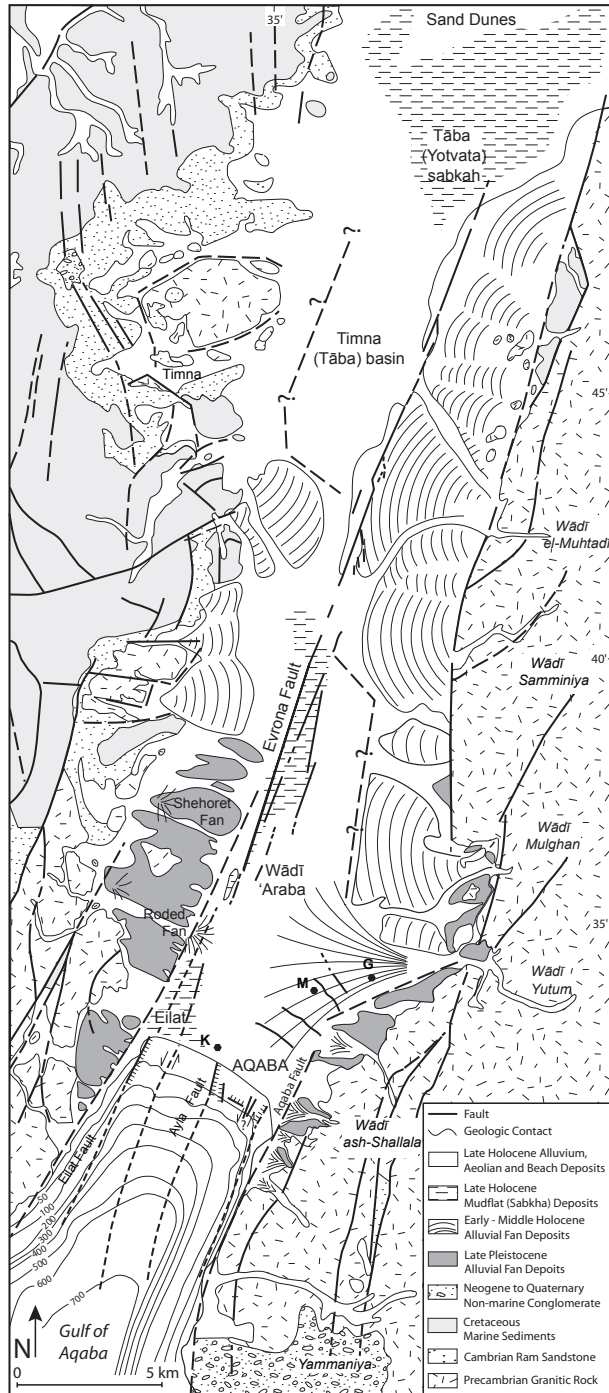 35'
Sand Dunes
Tāba
(Yotvata)
sabkah
?
?
Timna
(Tāba) basin
Timna
?
45'
Wādī
el-Muhtadī
Wādī
Samminiya
40'
Evrona Fault
?
Shehoret
Fan
Wādī
Mulghan
Wādī
'Araba
?
35'
Roded
Fan
G
M
Wādī
Yutum
Eilat
K
AQABA
Aqaba Fault
Ayla Fault
Eilat Fault
Wādī
ash-Shallala
50
100
200
300
400
500
600
700
Gulf of
Aqaba
N
0 5 km
Yammaniya
Fault
Geologic Contact
Late Holocene Alluvium,
Aeolian and Beach Deposits
Late Holocene
Mudflat (Sabkha) Deposits
Early - Middle Holocene
Alluvial Fan Deposits
Late Pleistocene
Alluvial Fan Depoits
Neogene to Quaternary
Non-marine Conglomerate
Cretaceous
Marine Sediments
Cambrian Ram Sandstone
Precambrian Granitic Rock